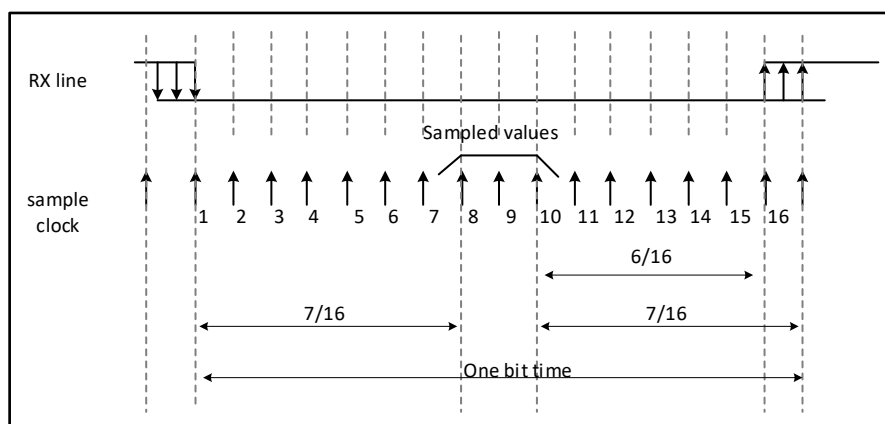 RX line
Sampled values
sample
clock
1 2 3 4 5 6 7 8 9 10 11 12 13 14 15 16
6/16
7/16 7/16
One bit time